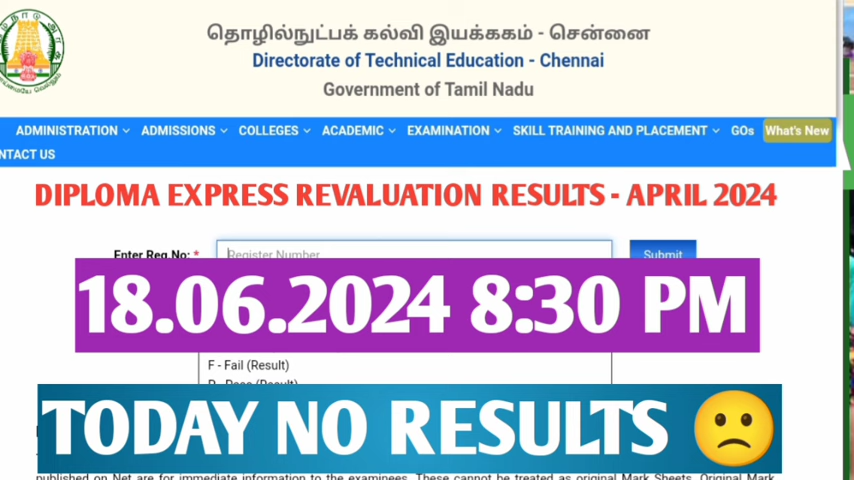 தொழில்நுட்பக் கல்வி இயக்ககம் - சென்னை
Directorate of Technical Education - Chennai
Government of Tamil Nadu
ADMINISTRATION ADMISSIONS COLLEGES ACADEMIC EXAMINATION SKILL TRAINING AND PLACEMENT GOs What's New
NTACT US
DIPLOMA EXPRESS REVALUATION RESULTS - APRIL 2024
Enter Reg.No: * Register Number Submit
18.06.2024 8:30 PM
F - Fail (Result)
P - Pass (Result)
TODAY NO RESULTS
published on Net are for immediate information to the examinees. These cannot be treated as original Mark Sheets. Original Mark